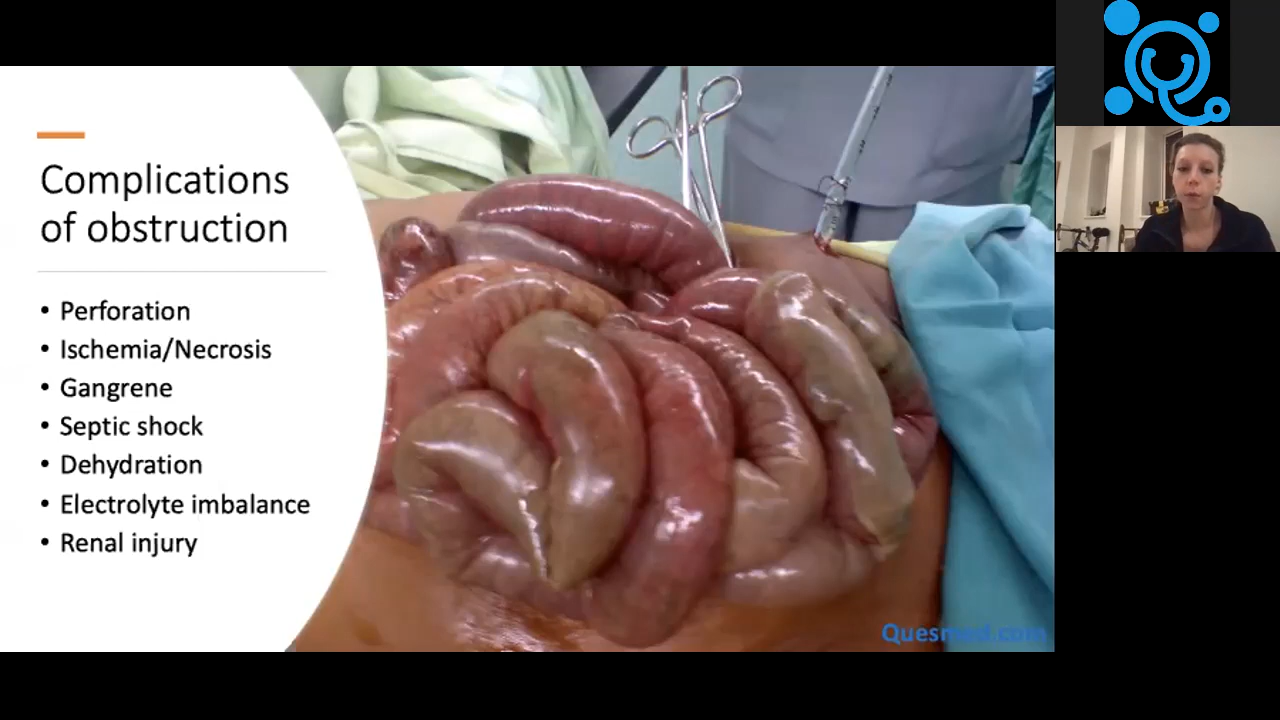 Complications
of obstruction
• Perforation
• Ischemia/Necrosis
• Gangrene
• Septic shock
• Dehydration
• Electrolyte imbalance
• Renal injury
Quesmed.com